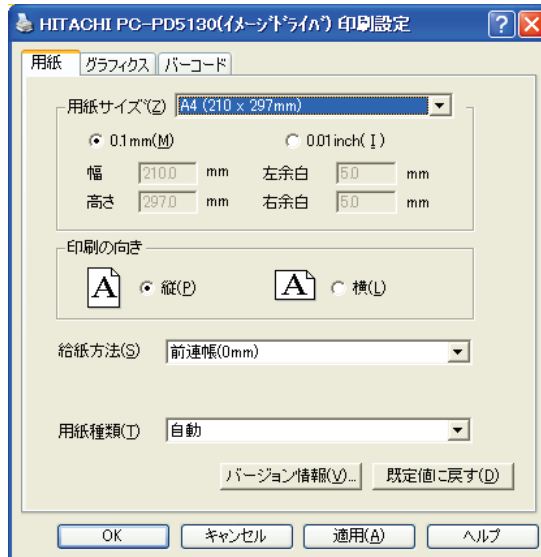 HITACHI PC-PD5130(ｲﾒｰｼﾞﾄﾞﾗｲﾊﾞ) 印刷設定
用紙 グラフィクス バーコード
用紙サイズ(Z) A4 (210 x 297mm)
0.1mm(M) 0.01inch( I )
幅 210.0 mm 左余白 5.0 mm
高さ 297.0 mm 右余白 5.0 mm
印刷の向き
A 縦(P) A 横(L)
給紙方法(S) 前連帳(0mm)
用紙種類(T) 自動
バージョン情報(V)... 既定値に戻す(D)
OK キャンセル 適用(A) ヘルプ